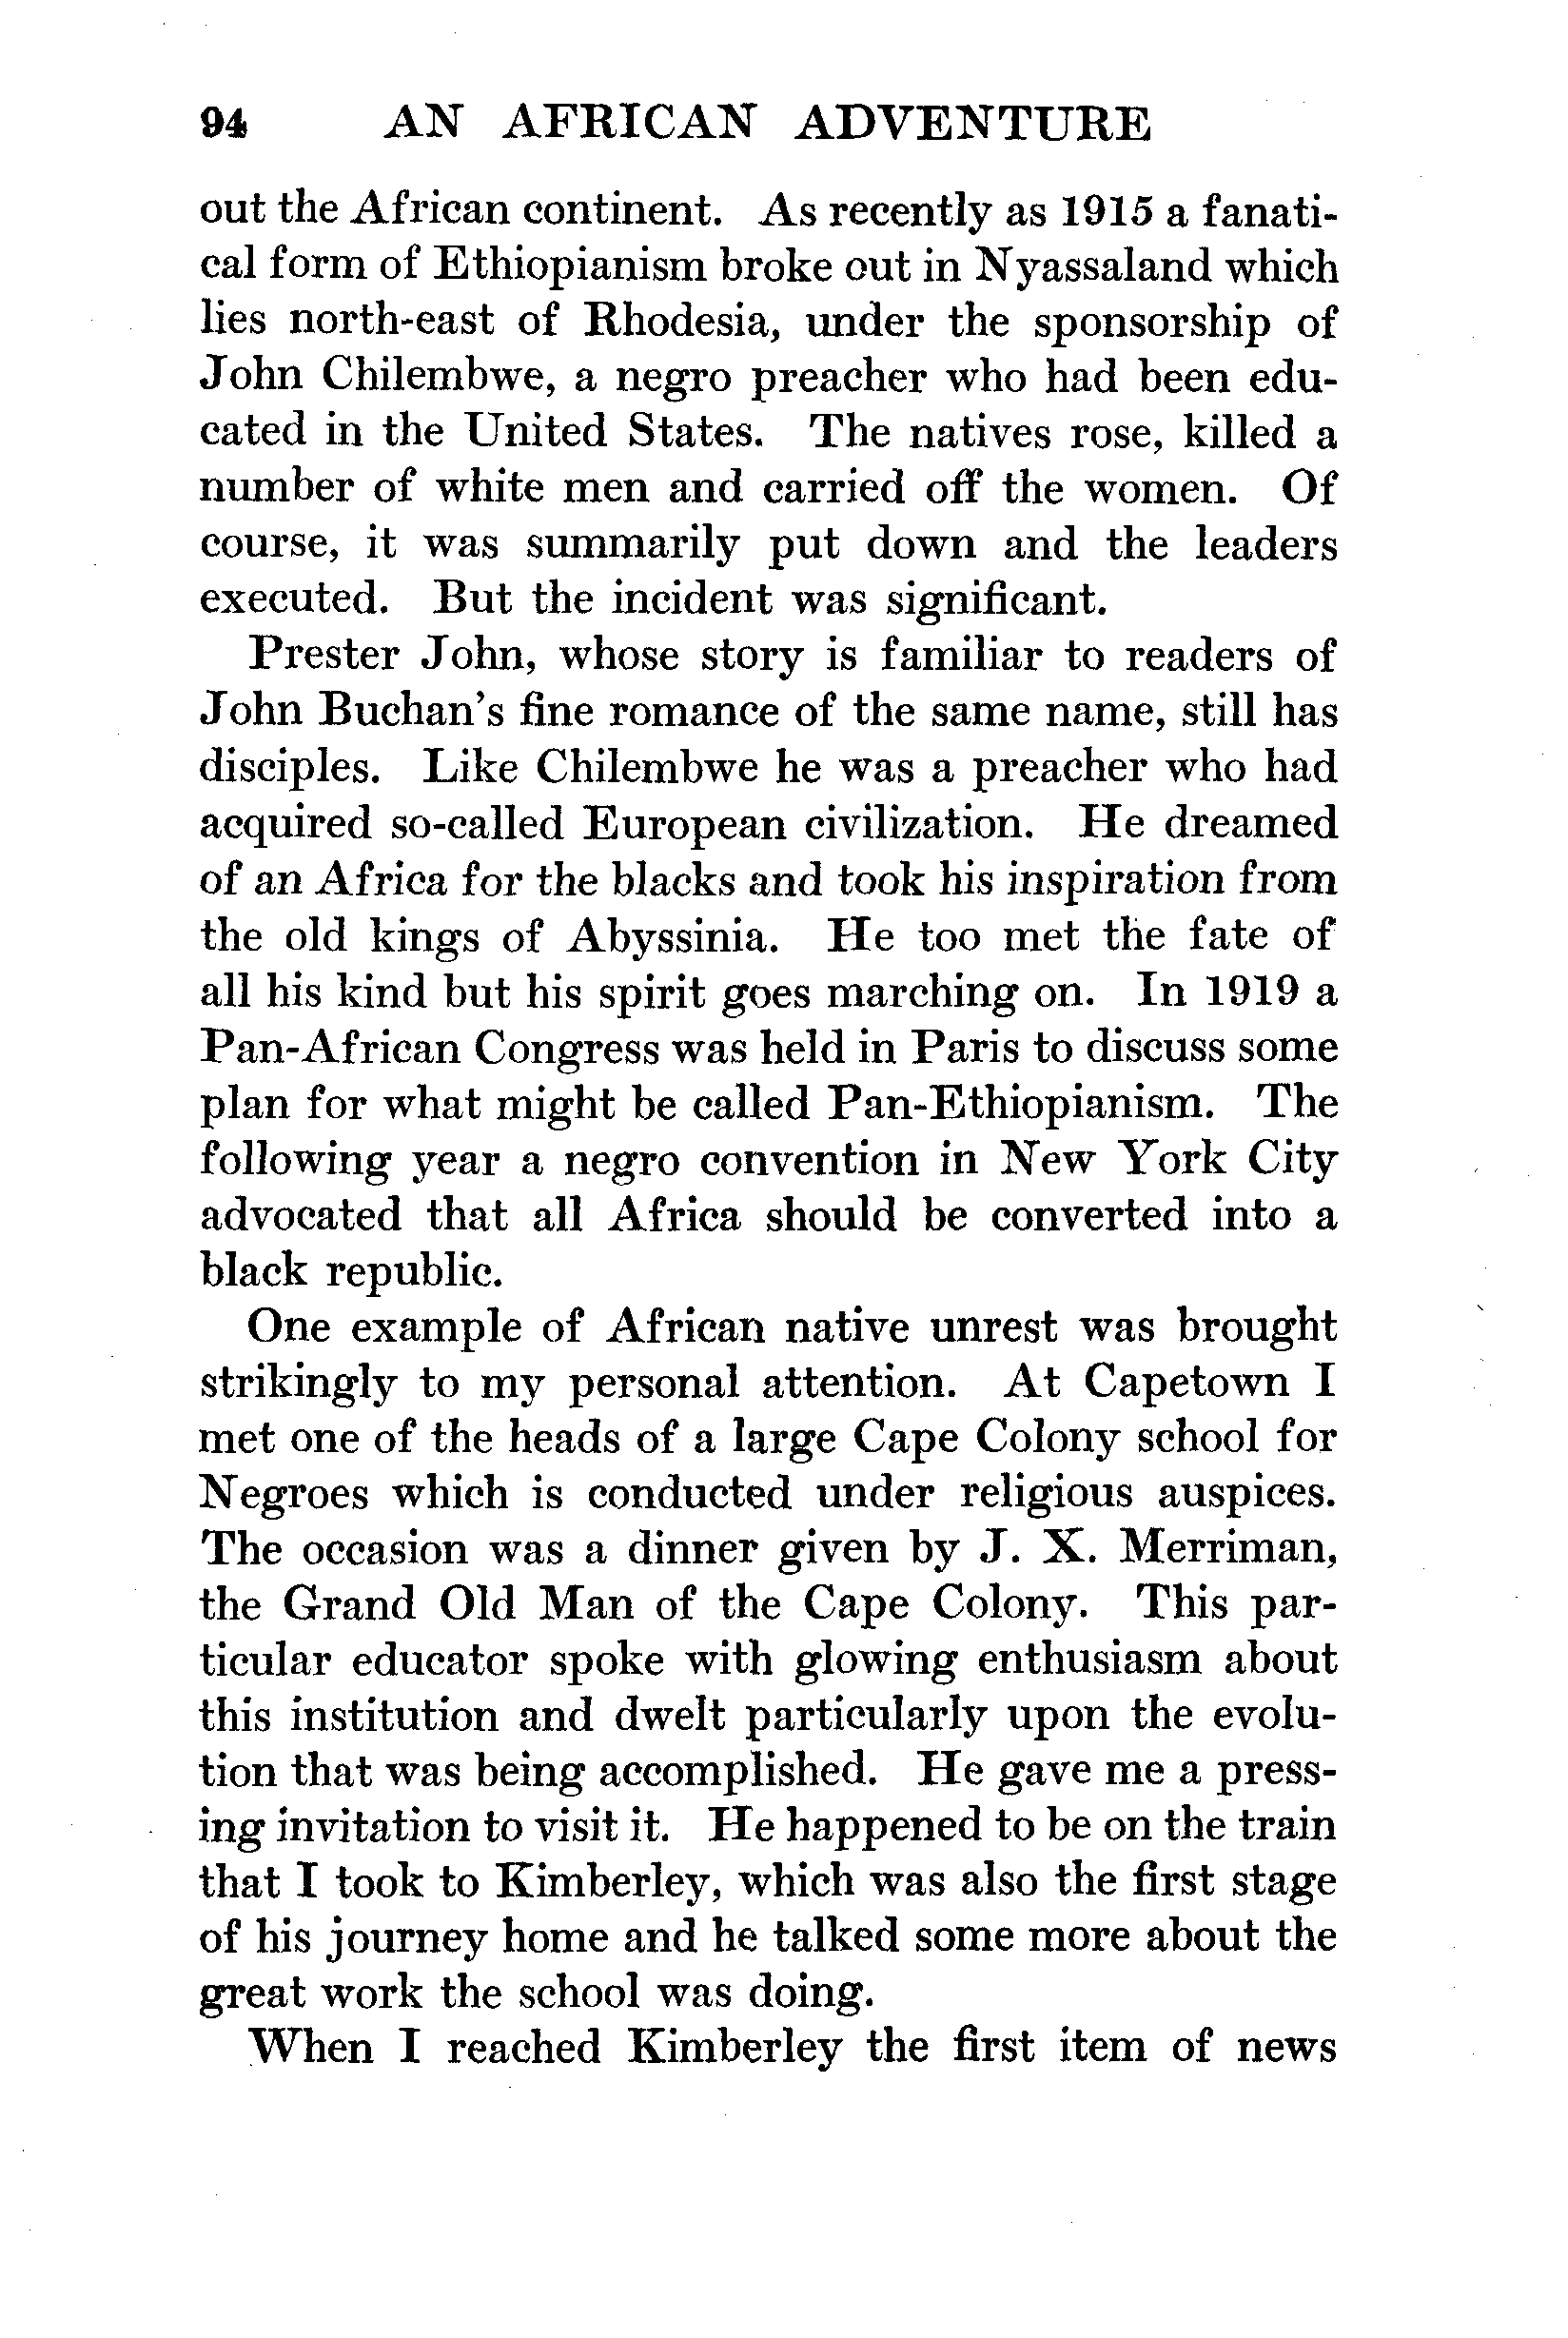 94 AN AFRICAN ADVENTURE
out the African continent. As recently as 1915 a fanati-
cal form of Ethiopianism broke out in Nyassaland which
lies north-east of Rhodesia, under the sponsorship of
John Chilembwe, a negro preacher who had been edu-
cated in the United States. The natives rose, killed a
number of white men and carried off the women. Of
course, it was summarily put down and the leaders
executed. But the incident was significant.
Prester John, whose story is familiar to readers of
John Buchan's fine romance of the same name, still has
disciples. Like Chilembwe he was a preacher who had
acquired so-called European civilization. He dreamed
of an Africa for the blacks and took his inspiration from
the old kings of Abyssinia. He too met the fate of
all his kind but his spirit goes marching on. In 1919 a
Pan-African Congress was held in Paris to discuss some
plan for what might be called Pan-Ethiopianism. The
following year a negro convention in New York City
advocated that all Africa should be converted into a
black republic.
One example of African native unrest was brought
strikingly to my personal attention. At Capetown I
met one of the heads of a large Cape Colony school for
Negroes which is conducted under religious auspices.
The occasion was a dinner given by J. X. Merriman,
the Grand Old Man of the Cape Colony. This par-
ticular educator spoke with glowing enthusiasm about
this institution and dwelt particularly upon the evolu-
tion that was being accomplished. He gave me a press-
ing invitation to visit it. He happened to be on the train
that I took to Kimberley, which was also the first stage
of his journey home and he talked some more about the
great work the school was doing.
When I reached Kimberley the first item of news